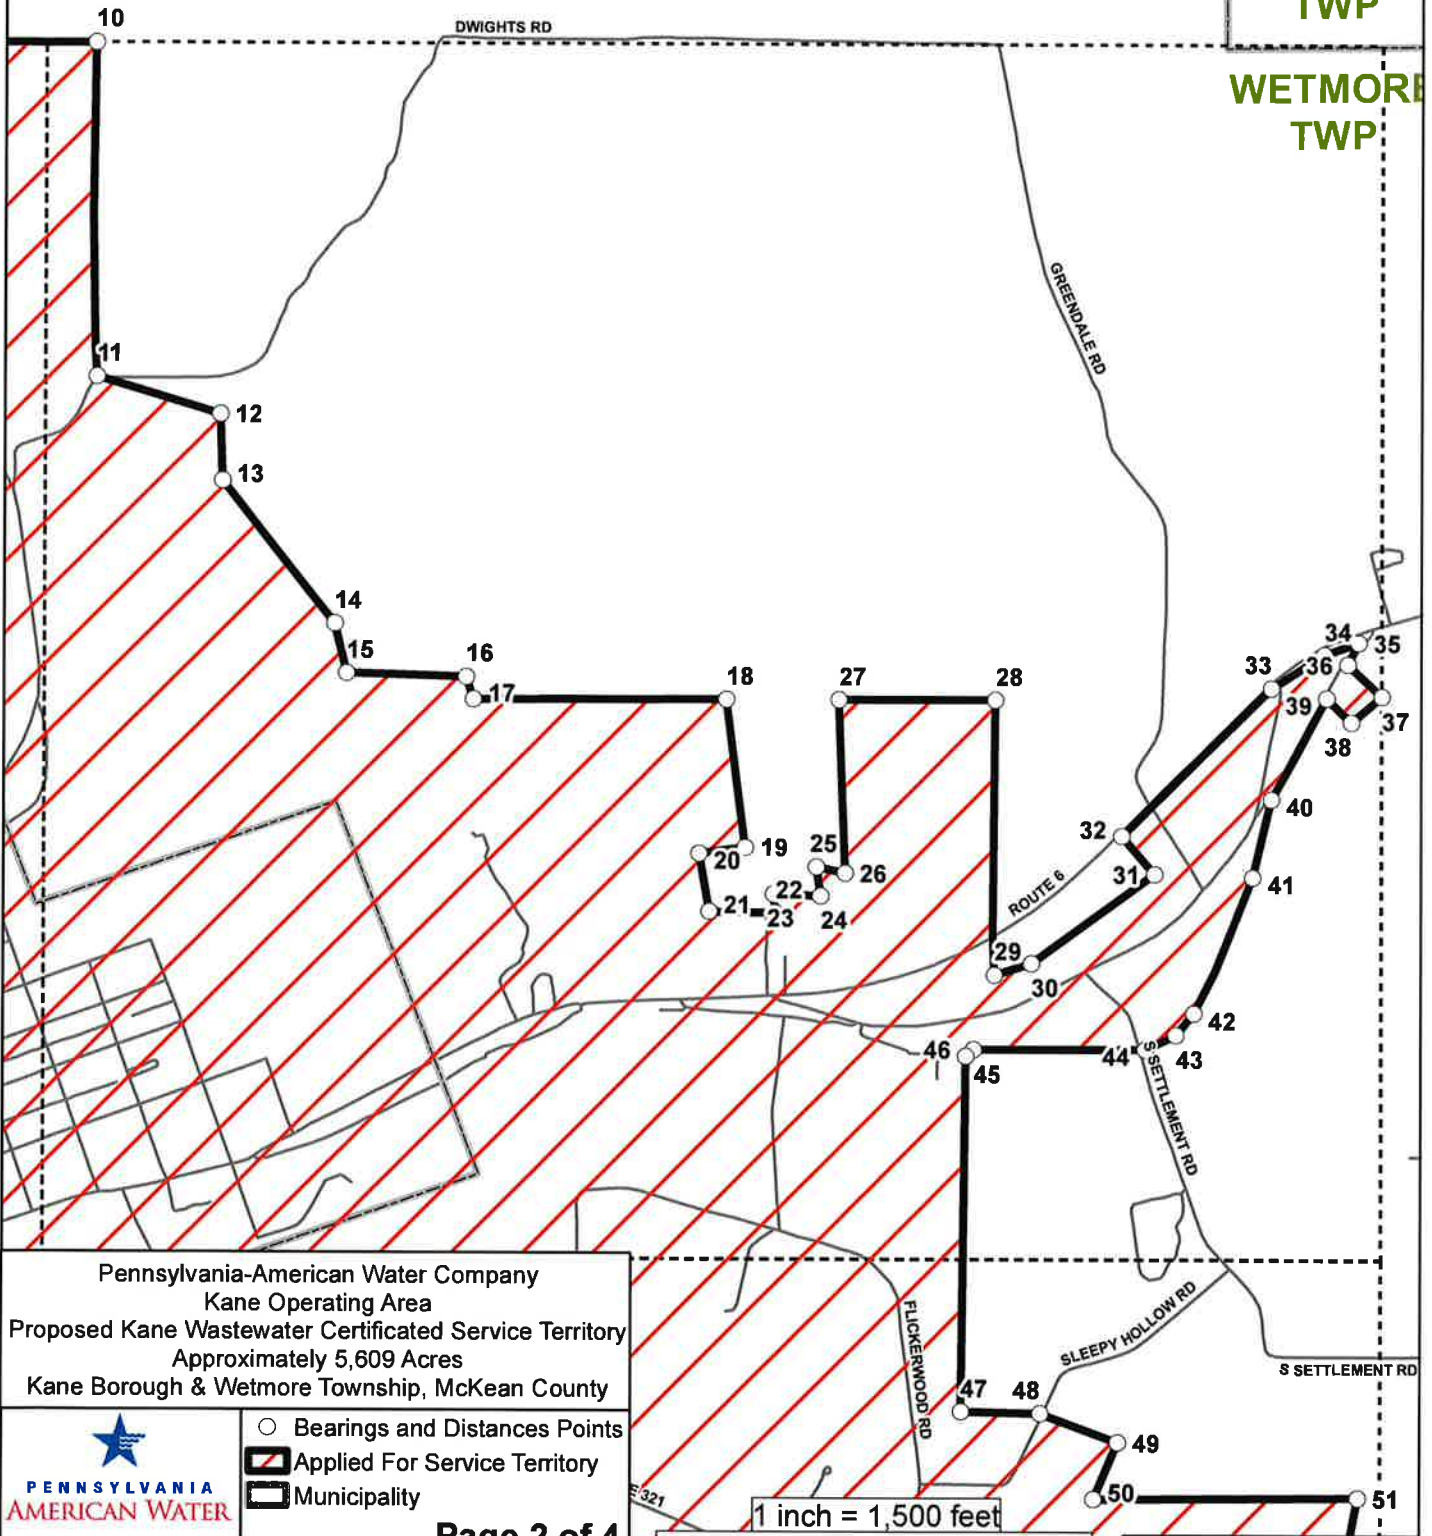 TWP
10
DWIGHTS RD
WETMORE
TWP
GREENDALE RD
11
12
13
14
15
16
17
18
27
28
33
34
35
36
39
37
38
40
32
31
41
19
20
25
26
21
22
23
24
ROUTE 6
29
30
42
43
44
46
45
S SETTLEMENT RD
SLEEPY HOLLOW RD
S SETTLEMENT RD
FLICKERWOOD RD
47
48
49
50
51
E 321
Pennsylvania-American Water Company
Kane Operating Area
Proposed Kane Wastewater Certificated Service Territory
Approximately 5,609 Acres
Kane Borough & Wetmore Township, McKean County
PENNSYLVANIA
AMERICAN WATER
Bearings and Distances Points
Applied For Service Territory
Municipality
Page 2 of 4
1 inch = 1,500 feet